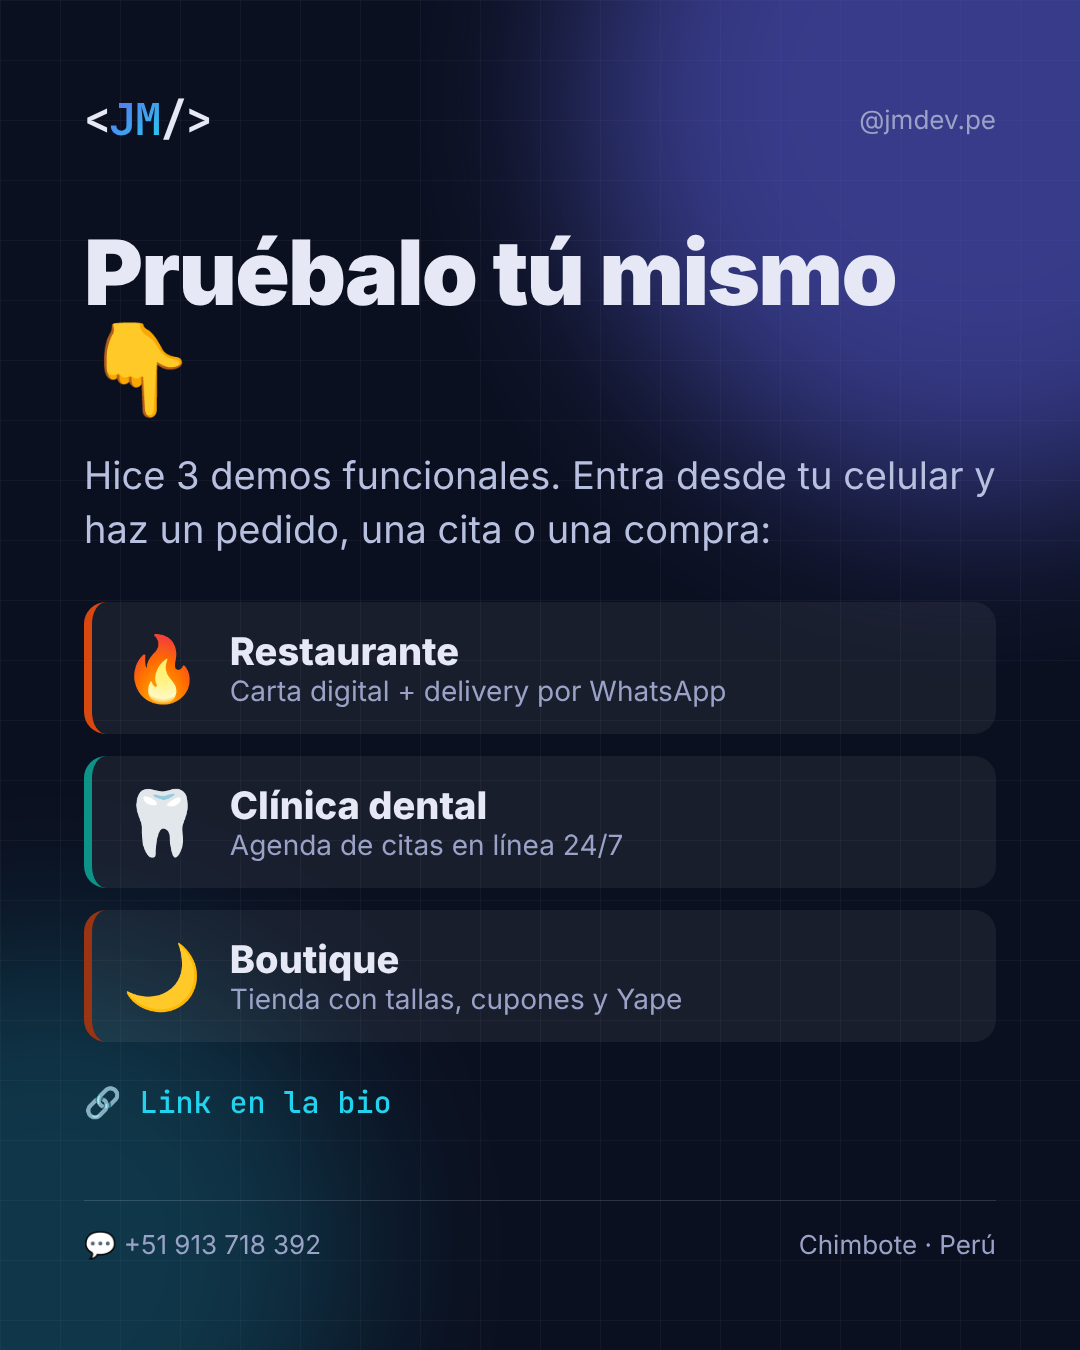 <JM/>
@jmdev.pe
Pruébalo tú mismo
👇
Hice 3 demos funcionales. Entra desde tu celular y
haz un pedido, una cita o una compra:
Restaurante
Carta digital + delivery por WhatsApp
Clínica dental
Agenda de citas en línea 24/7
Boutique
Tienda con tallas, cupones y Yape
🔗 Link en la bio
💬 +51 913 718 392
Chimbote · Perú